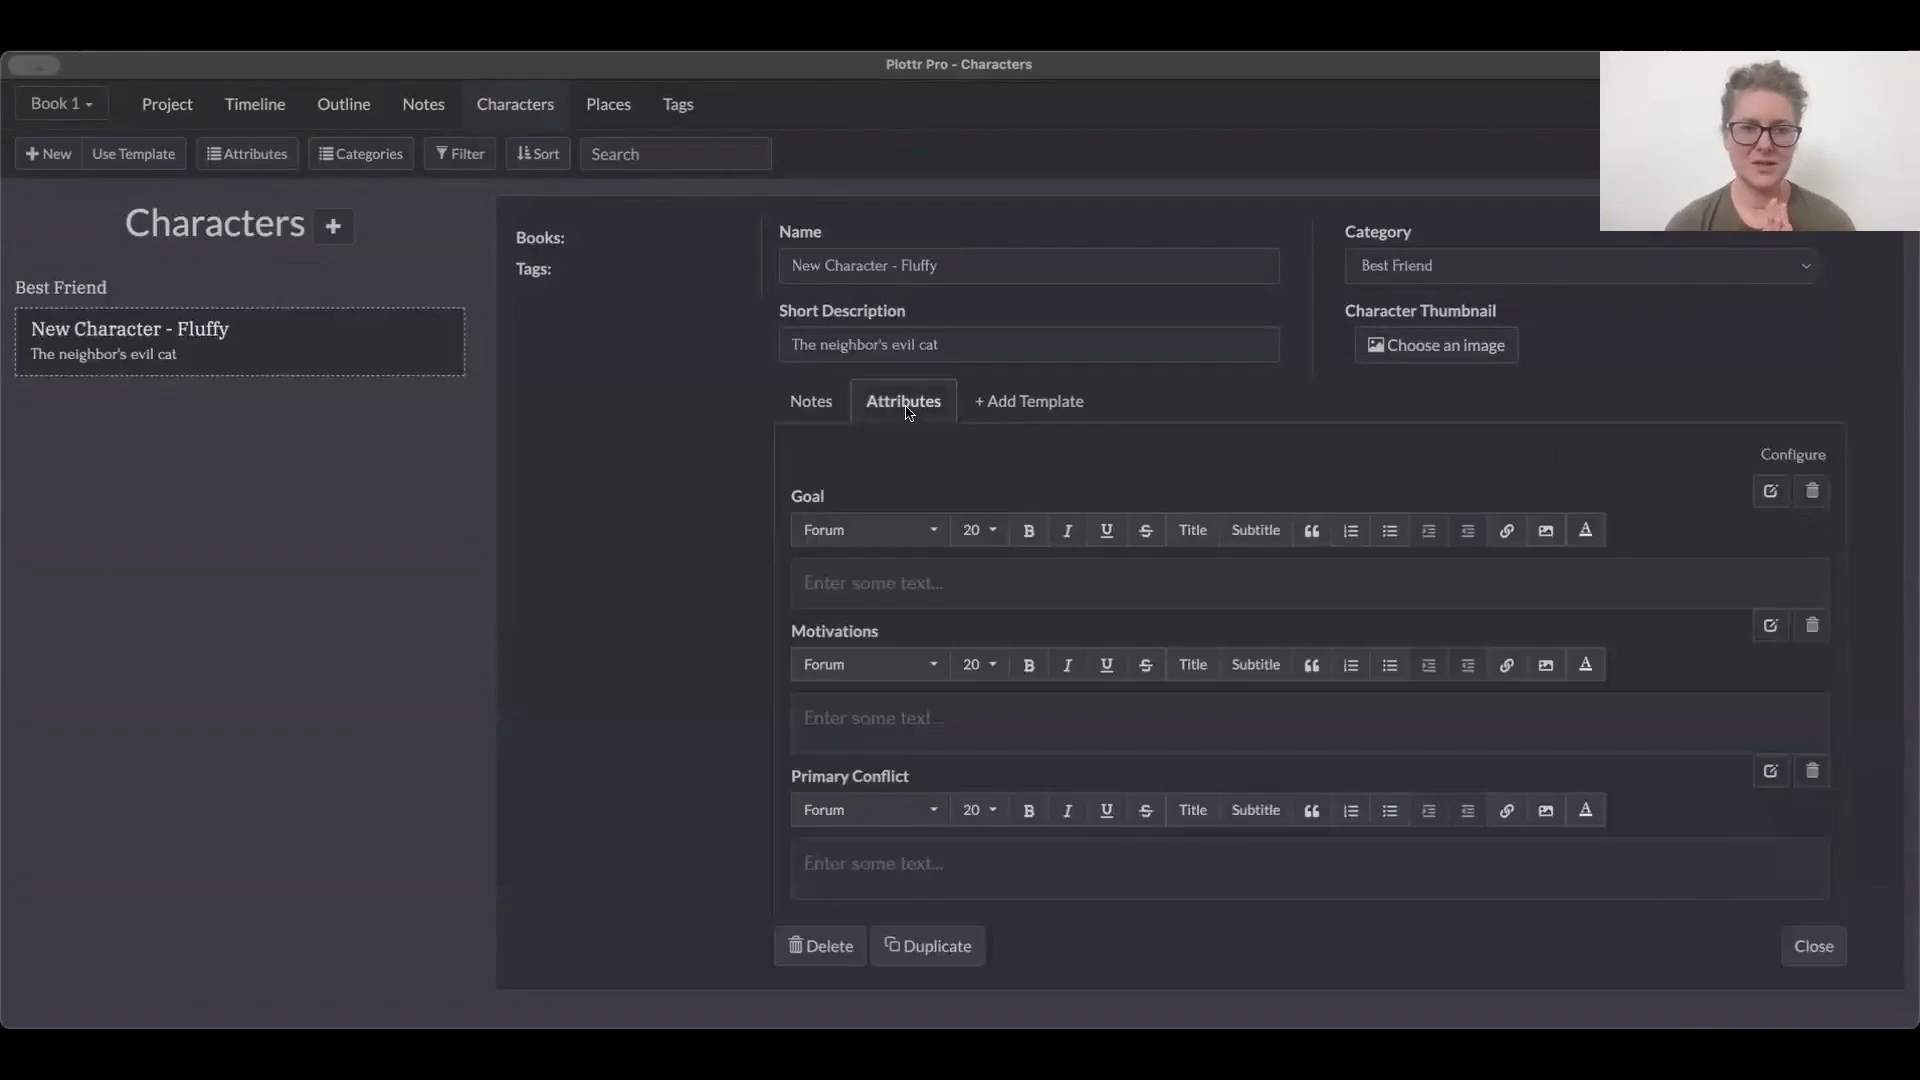 Plottr Pro - Characters
Book 1
Project
Timeline
Outline
Notes
Characters
Places
Tags
New
Use Template
Attributes
Categories
Filter
Sort
Search
Characters
Best Friend
New Character - Fluffy
The neighbor's evil cat
Books:
Tags:
Name
New Character - Fluffy
Short Description
The neighbor's evil cat
Category
Best Friend
Character Thumbnail
Choose an image
Notes
Attributes
+ Add Template
Configure
Goal
Forum 20 B I U S Title Subtitle A
Enter some text...
Motivations
Forum 20 B I U S Title Subtitle A
Enter some text...
Primary Conflict
Forum 20 B I U S Title Subtitle A
Enter some text...
Delete
Duplicate
Close